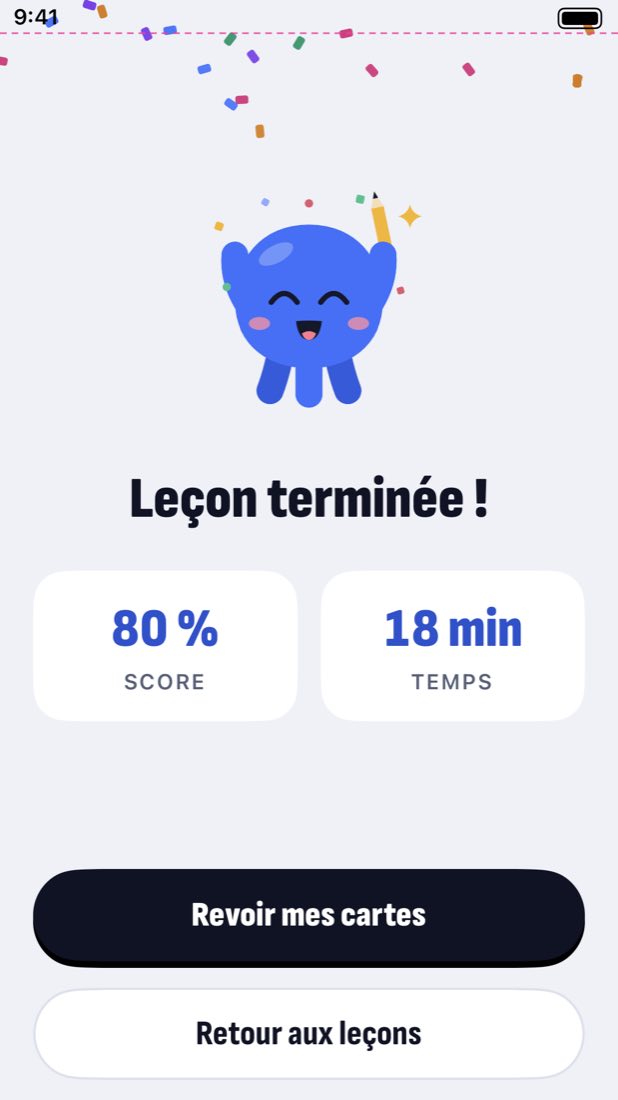 9:41
Leçon terminée !
80 %
SCORE
18 min
TEMPS
Revoir mes cartes
Retour aux leçons